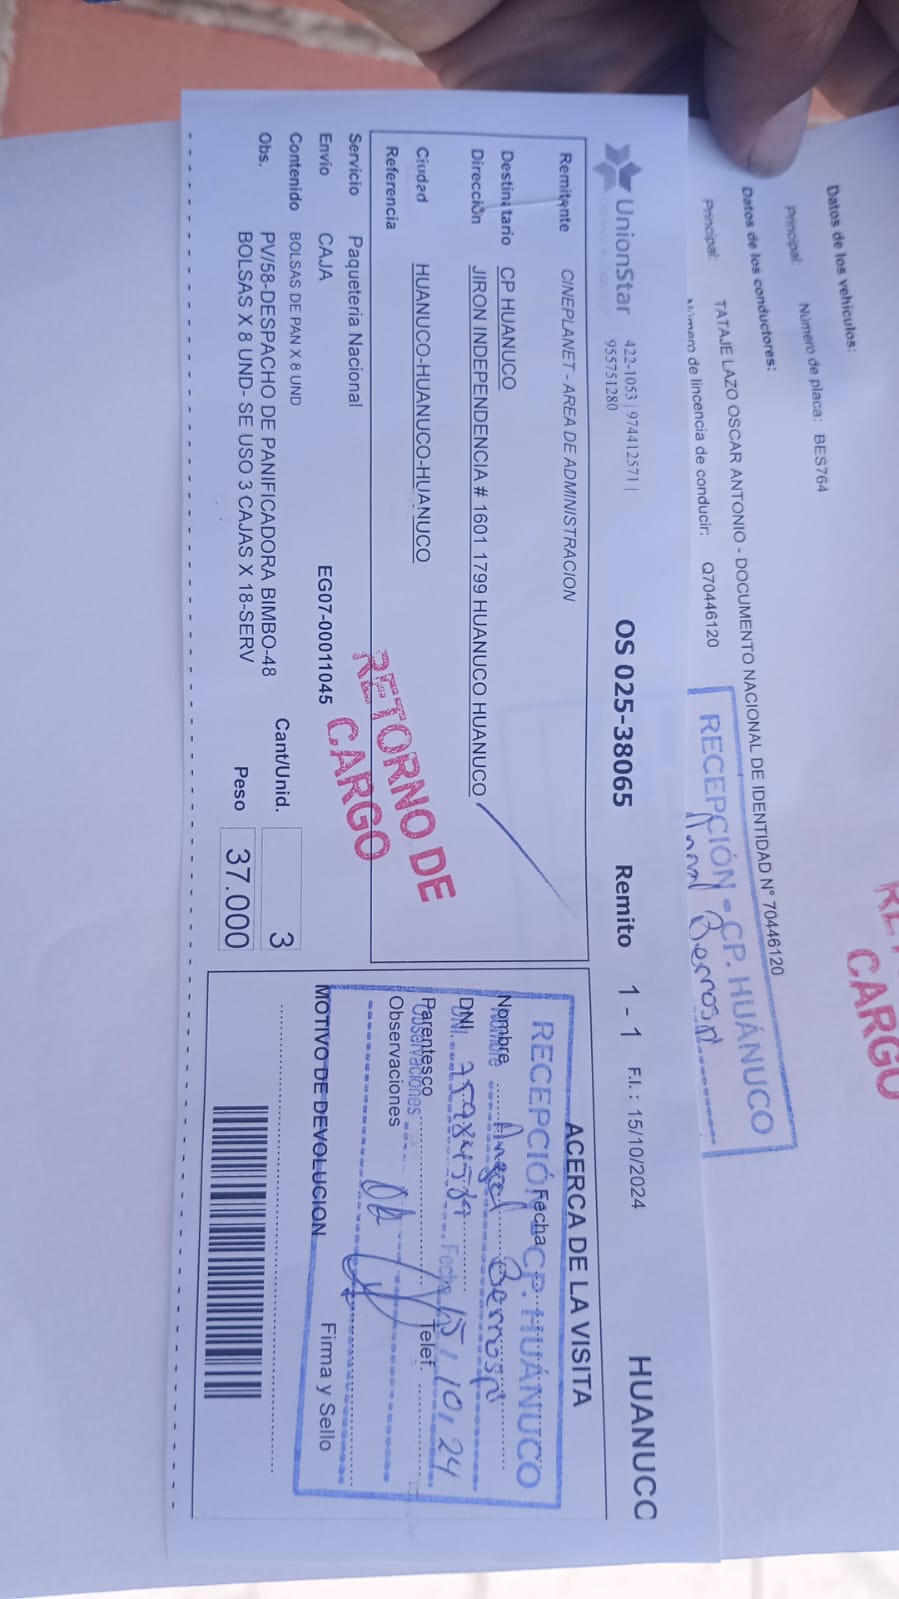 Datos de los vehiculos:
Principal: Número de placa: BES764
Datos de los conductores:
Principal: TATAJE LAZO OSCAR ANTONIO - DOCUMENTO NACIONAL DE IDENTIDAD N° 70446120
Número de lincencia de conducir: Q70446120
RECEPCIÓN - CP. HUÁNUCO
CARGO
UnionStar 422-1053 | 974412571 |
955751280
OS 025-38065 Remito 1 - 1 F.I. : 15/10/2024 HUANUCC
Remitente CINEPLANET - AREA DE ADMINISTRACION
Destinatario CP HUANUCO
Dirección JIRON INDEPENDENCIA # 1601 1799 HUANUCO HUANUCO
Ciudad HUANUCO-HUANUCO-HUANUCO
Referencia
Servicio Paqueteria Nacional
Envío CAJA EG07-00011045
Contenido BOLSAS DE PAN X 8 UND Cant/Unid. 3
Obs. PV/58-DESPACHO DE PANIFICADORA BIMBO-48
BOLSAS X 8 UND- SE USO 3 CAJAS X 18-SERV Peso 37.000
RETORNO DE
CARGO
ACERCA DE LA VISITA
Fecha
RECEPCIÓN - CP. HUÁNUCO
Nombre Angel Berrospi
DNI. Fecha 15, 10, 24
Parentesco Telef.
Observaciones
MOTIVO DE DEVOLUCION Firma y Sello